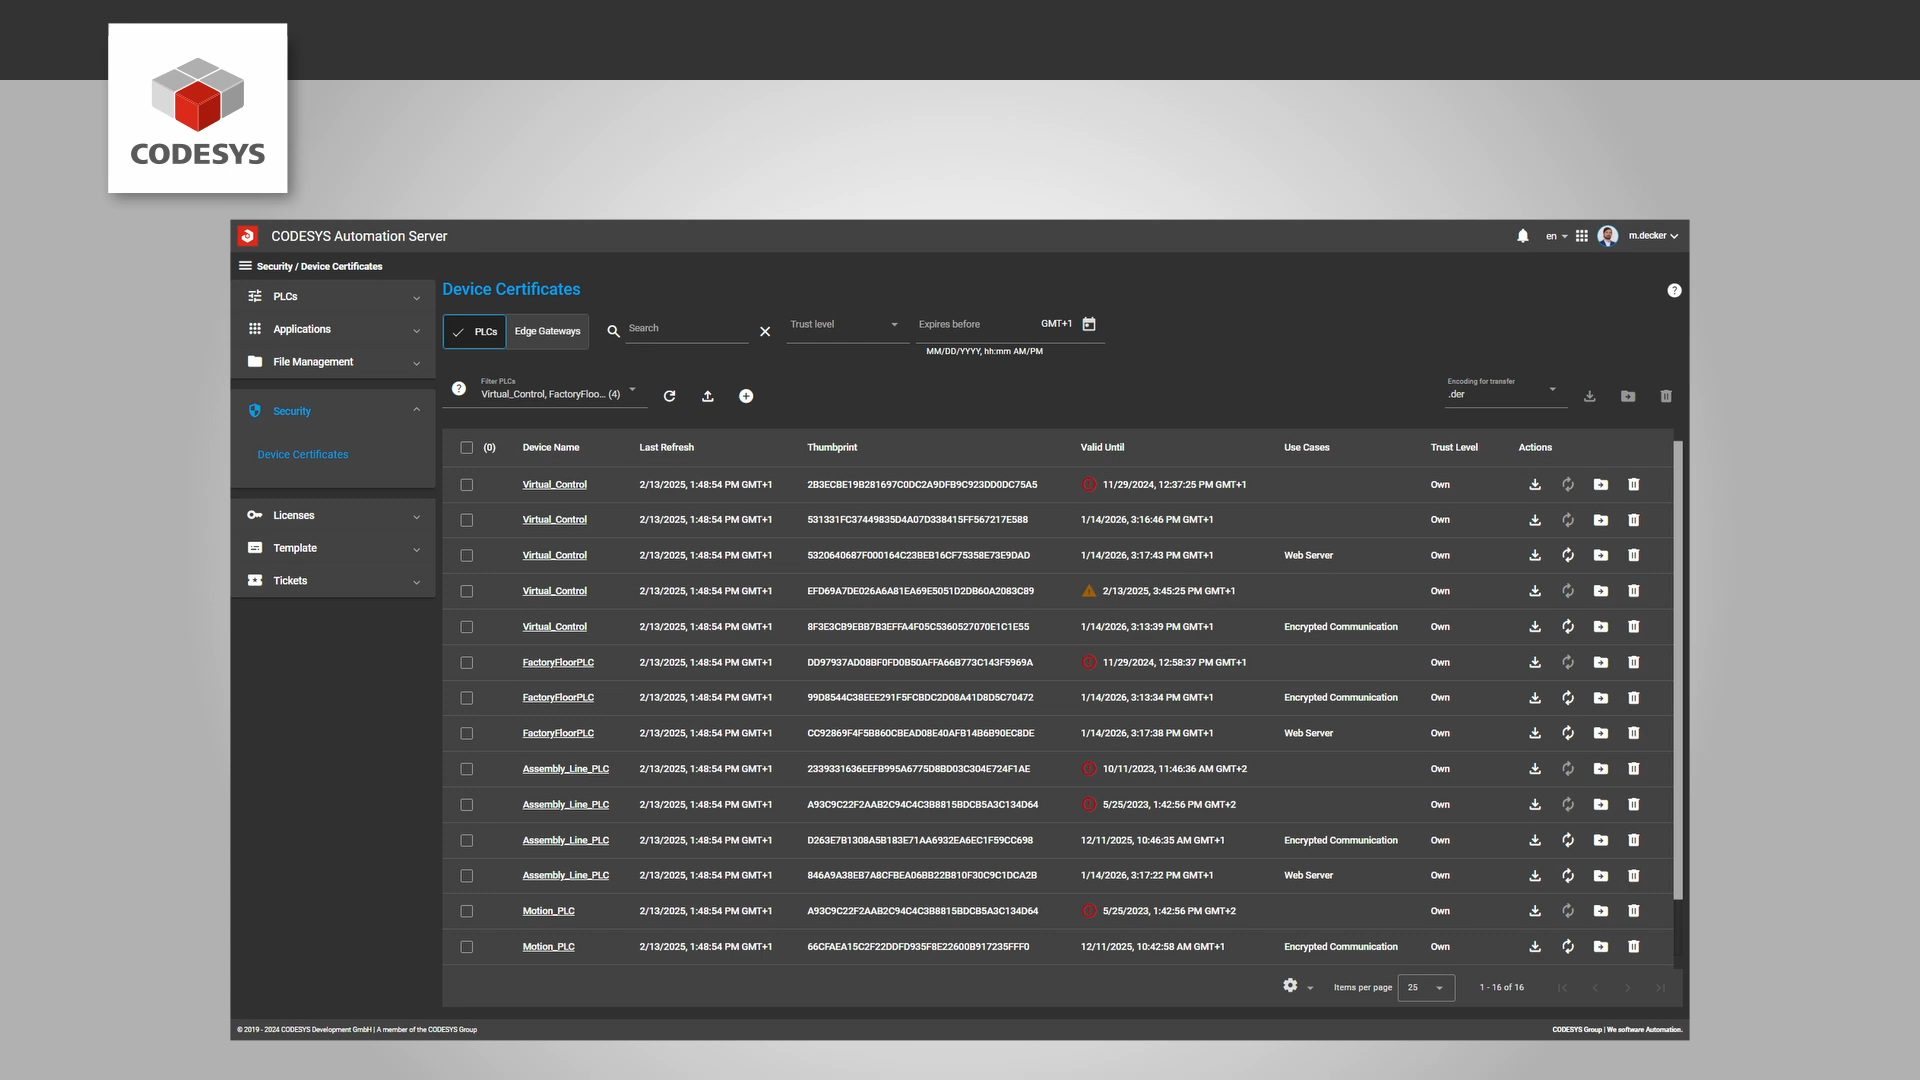 CODESYS
CODESYS Automation Server
en
m.decker
Security / Device Certificates
PLCs
Applications
File Management
Security
Device Certificates
Licenses
Template
Tickets
Device Certificates
PLCs
Edge Gateways
Search
Trust level
Expires before
GMT+1
MM/DD/YYYY, hh:mm AM/PM
Filter PLCs
Virtual_Control, FactoryFloo... (4)
Encoding for transfer
.der
(0) Device Name Last Refresh Thumbprint Valid Until Use Cases Trust Level Actions
Virtual_Control 2/13/2025, 1:48:54 PM GMT+1 2B3ECBE19B281697C0DC2A9DFB9C923DD0DC75A5 11/29/2024, 12:37:25 PM GMT+1 Own
Virtual_Control 2/13/2025, 1:48:54 PM GMT+1 531331FC37449835D4A07D338415FF567217E588 1/14/2026, 3:16:46 PM GMT+1 Own
Virtual_Control 2/13/2025, 1:48:54 PM GMT+1 5320640687F000164C23BEB16CF75358E73E9DAD 1/14/2026, 3:17:43 PM GMT+1 Web Server Own
Virtual_Control 2/13/2025, 1:48:54 PM GMT+1 EFD69A7DE026A6A81EA69E5051D2DB60A2083C89 2/13/2025, 3:45:25 PM GMT+1 Own
Virtual_Control 2/13/2025, 1:48:54 PM GMT+1 8F3E3CB9EBB7B3EFFA4F05C5360527070E1C1E55 1/14/2026, 3:13:39 PM GMT+1 Encrypted Communication Own
FactoryFloorPLC 2/13/2025, 1:48:54 PM GMT+1 DD97937AD08BF0FD0B50AFFA66B773C143F5969A 11/29/2024, 12:58:37 PM GMT+1 Own
FactoryFloorPLC 2/13/2025, 1:48:54 PM GMT+1 99D8544C38EEE291F5FCBDC2D08A41D8D5C70472 1/14/2026, 3:13:34 PM GMT+1 Encrypted Communication Own
FactoryFloorPLC 2/13/2025, 1:48:54 PM GMT+1 CC92869F4F5B860CBEAD08E40AFB14B6B90EC8DE 1/14/2026, 3:17:38 PM GMT+1 Web Server Own
Assembly_Line_PLC 2/13/2025, 1:48:54 PM GMT+1 2339331636EEFB995A6775D8BD03C304E724F1AE 10/11/2023, 11:46:36 AM GMT+2 Own
Assembly_Line_PLC 2/13/2025, 1:48:54 PM GMT+1 A93C9C22F2AAB2C94C4C3B8815BDCB5A3C134D64 5/25/2023, 1:42:56 PM GMT+2 Own
Assembly_Line_PLC 2/13/2025, 1:48:54 PM GMT+1 D263E7B1308A5B183E71AA6932EA6EC1F59CC698 12/11/2025, 10:46:35 AM GMT+1 Encrypted Communication Own
Assembly_Line_PLC 2/13/2025, 1:48:54 PM GMT+1 846A9A38EB7A8CFBEA06BB22B810F30C9C1DCA2B 1/14/2026, 3:17:22 PM GMT+1 Web Server Own
Motion_PLC 2/13/2025, 1:48:54 PM GMT+1 A93C9C22F2AAB2C94C4C3B8815BDCB5A3C134D64 5/25/2023, 1:42:56 PM GMT+2 Own
Motion_PLC 2/13/2025, 1:48:54 PM GMT+1 66CFAEA15C2F22DDFD935F8E22600B917235FFF0 12/11/2025, 10:42:58 AM GMT+1 Encrypted Communication Own
Items per page 25 1 - 16 of 16
© 2019 - 2024 CODESYS Development GmbH | A member of the CODESYS Group
CODESYS Group | We software Automation.